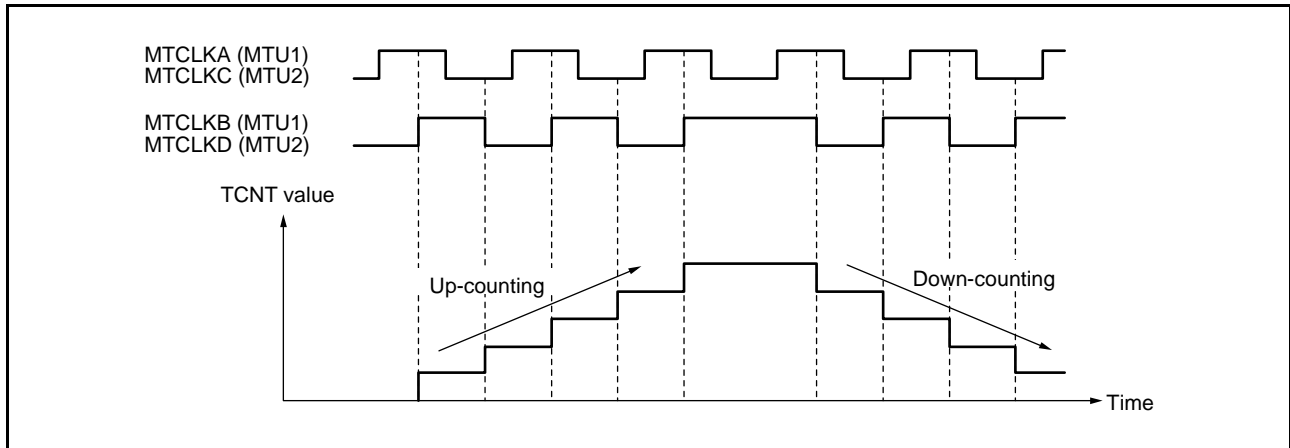 MTCLKA (MTU1)
MTCLKC (MTU2)
MTCLKB (MTU1)
MTCLKD (MTU2)
TCNT value
Up-counting
Down-counting
Time